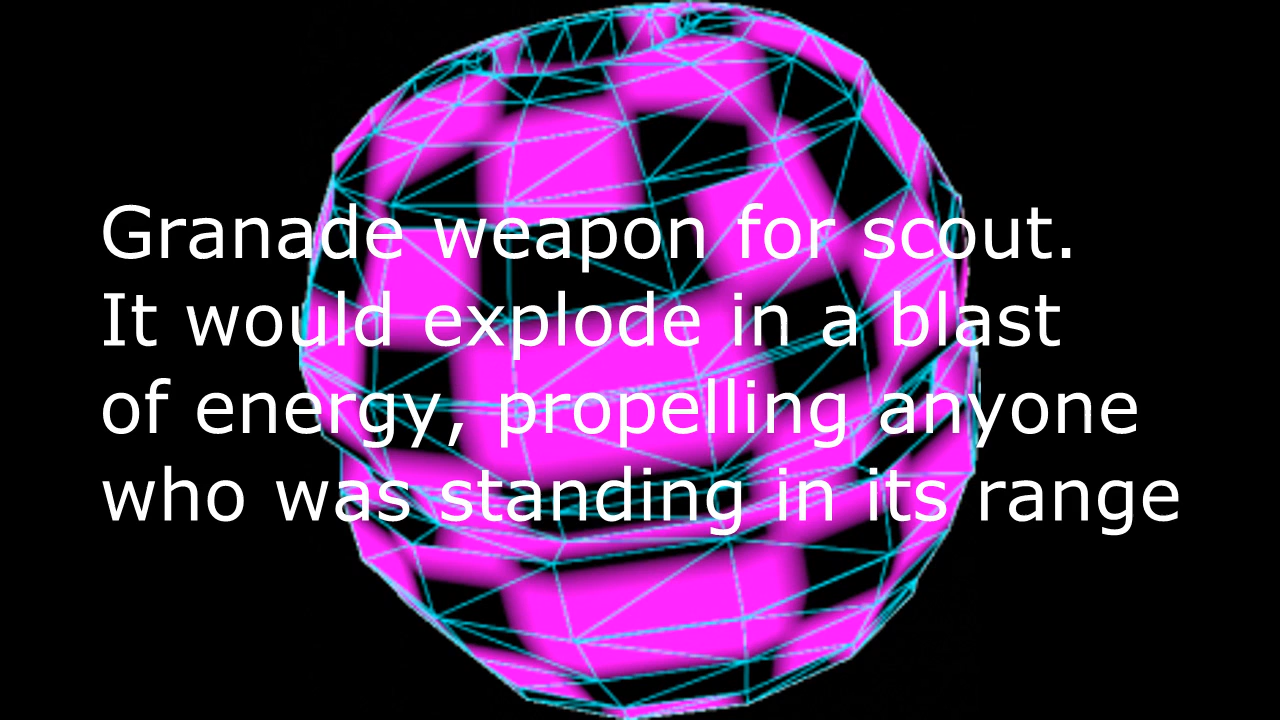 Granade weapon for scout.
It would explode in a blast
of energy, propelling anyone
who was standing in its range